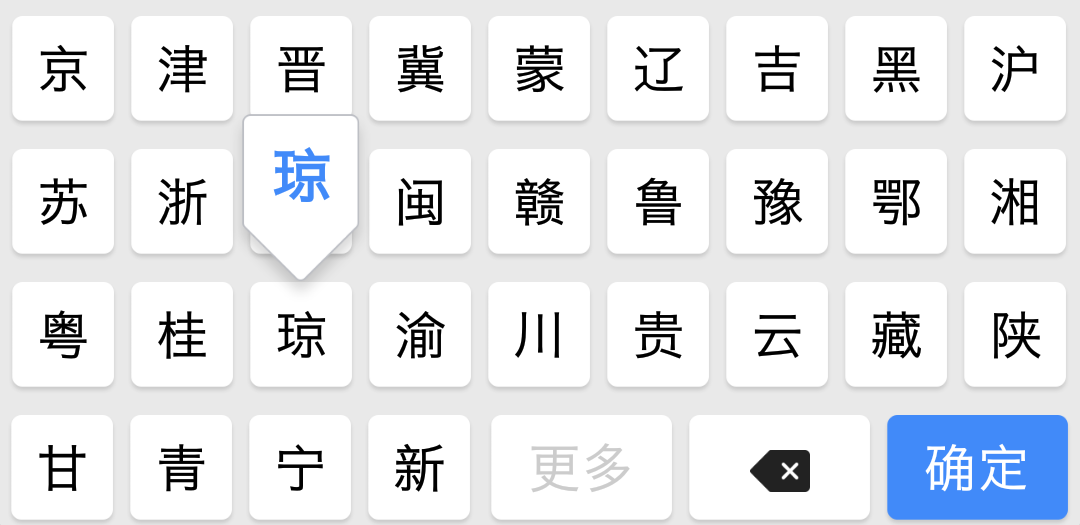 京 津 晋 冀 蒙 辽 吉 黑 沪
琼
苏 浙 闽 赣 鲁 豫 鄂 湘
粤 桂 琼 渝 川 贵 云 藏 陕
甘 青 宁 新 更多 确定